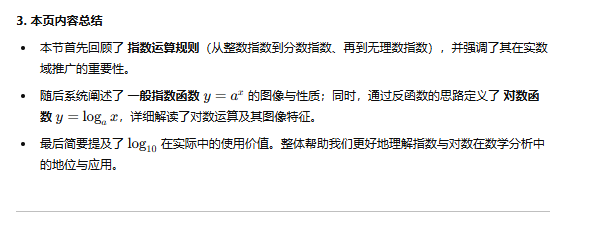 3. 本页内容总结
• 本节首先回顾了 指数运算规则（从整数指数到分数指数、再到无理数指数），并强调了其在实数
域推广的重要性。
• 随后系统阐述了 一般指数函数 y = aˣ 的图像与性质；同时，通过反函数的思路定义了 对数函
数 y = logₐ x，详细解读了对数运算及其图像特征。
• 最后简要提及了 log₁₀ 在实际中的使用价值。整体帮助我们更好地理解指数与对数在数学分析中
的地位与应用。